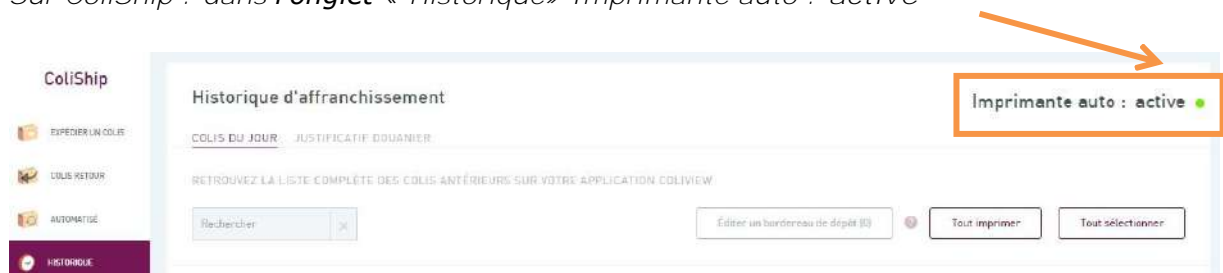 Sur ColiShip : dans l'onglet « Historique» Imprimante auto : active
ColiShip
Historique d'affranchissement
Imprimante auto : active
EXPÉDIER UN COLIS
COLIS DU JOUR JUSTIFICATIF DOUANIER
COLIS RETOUR
RETROUVEZ LA LISTE COMPLÈTE DES COLIS ANTÉRIEURS SUR VOTRE APPLICATION COLIVIEW
AUTOMATISÉ
Rechercher ×
Éditer un bordereau de dépôt (0)
Tout imprimer
Tout sélectionner
HISTORIQUE